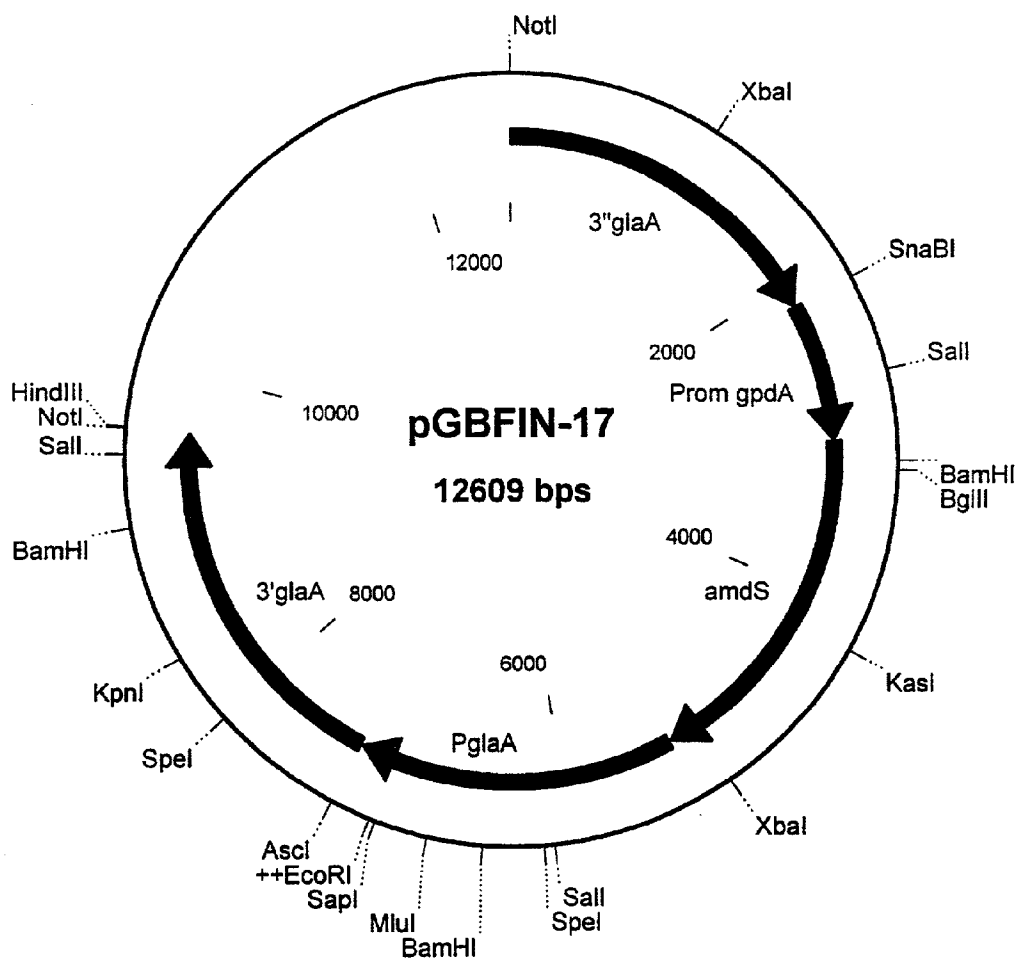 NotI
XbaI
3"glaA
12000
SnaBI
2000
SalI
Prom gpdA
HindIII
NotI
SalI
10000
pGBFIN-17
12609 bps
BamHI
BglII
4000
amdS
BamHI
3'glaA
8000
6000
KpnI
KasI
SpeI
PglaA
XbaI
AscI
++EcoRI
SapI
MluI
BamHI
SalI
SpeI